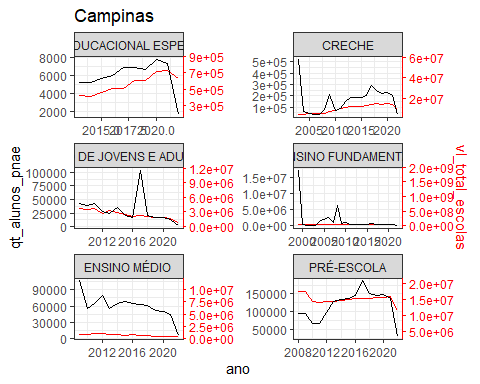 Campinas
DUCACIONAL ESPE
CRECHE
8000
6000
4000
2000
9e+05
7e+05
5e+05
3e+05
5e+05
4e+05
3e+05
2e+05
1e+05
6e+07
4e+07
2e+07
2015 2017.5 2020.0
2005 2010 2015 2020
DE JOVENS E ADU
SINO FUNDAMENT
100000
75000
50000
25000
0
1.2e+07
9.0e+06
6.0e+06
3.0e+06
0.0e+00
1.5e+07
1.0e+07
5.0e+06
0.0e+00
2.0e+09
1.5e+09
1.0e+09
5.0e+08
0.0e+00
2012 2016 2020
2000 2005 2010 2015 2020
ENSINO MÉDIO
PRÉ-ESCOLA
90000
60000
30000
0
1.0e+07
7.5e+06
5.0e+06
2.5e+06
0.0e+00
150000
100000
50000
2.0e+07
1.5e+07
1.0e+07
5.0e+06
2012 2016 2020
2008 2012 2016 2020
qt_alunos_pnae
vl_total_escolas
ano